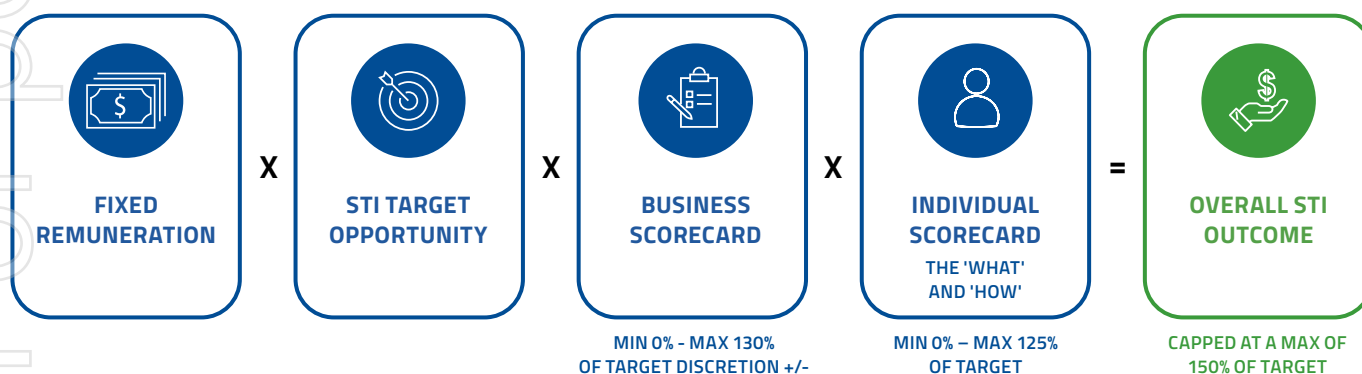 FIXED
REMUNERATION
X
STI TARGET
OPPORTUNITY
X
BUSINESS
SCORECARD
MIN 0% - MAX 130%
OF TARGET DISCRETION +/-
X
INDIVIDUAL
SCORECARD
THE 'WHAT'
AND 'HOW'
MIN 0% – MAX 125%
OF TARGET
=
OVERALL STI
OUTCOME
CAPPED AT A MAX OF
150% OF TARGET